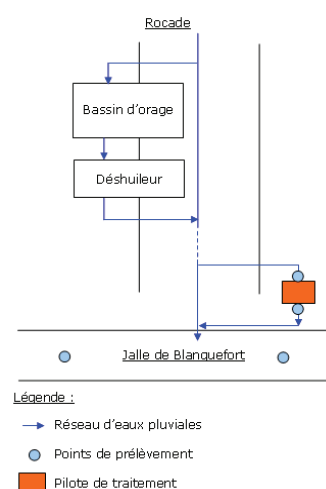 Rocade
Bassin d'orage
Déshuileur
Jalle de Blanquefort
Légende :
Réseau d'eaux pluviales
Points de prélèvement
Pilote de traitement